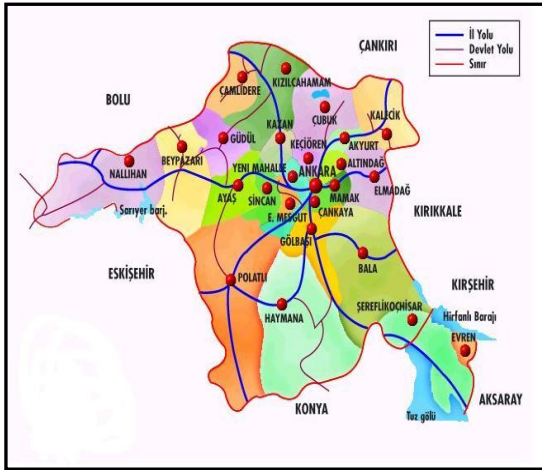 İl Yolu
Devlet Yolu
Sınır
ÇANKIRI
KIZILCAHAMAM
ÇAMLIDERE
BOLU
ÇUBUK
KALECİK
KAZAN
GÜDÜL
KEÇİÖREN
AKYURT
BEYPAZARI
NALLIHAN
YENİ MAHALLE
ANKARA
ALTINDAĞ
AYAŞ
SİNCAN
MAMAK
ELMADAĞ
E. MESGUT
ÇANKAYA
Sarıyer barj.
KIRIKKALE
GÖLBAŞI
ESKİŞEHİR
BALA
POLATLI
KIRŞEHİR
HAYMANA
ŞEREFLİKOÇHİSAR
Hirfanlı Barajı
EVREN
KONYA
AKSARAY
Tuz gölü